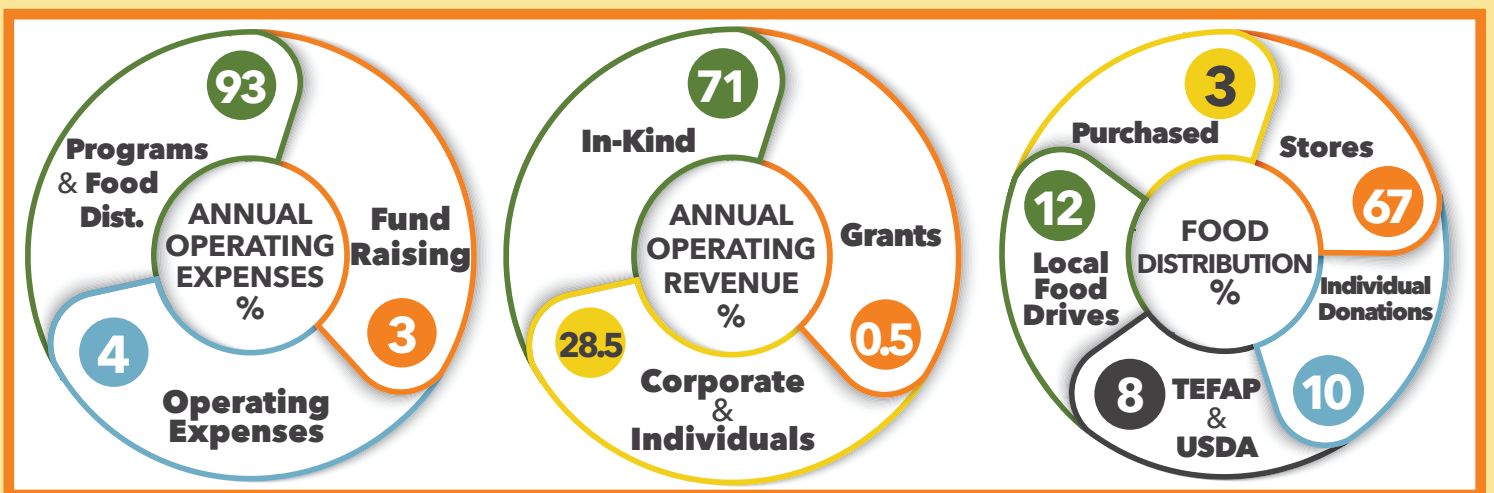 93
Programs
& Food
Dist.
ANNUAL
OPERATING
EXPENSES
%
Fund
Raising
3
4
Operating
Expenses
71
In-Kind
ANNUAL
OPERATING
REVENUE
%
Grants
0.5
28.5
Corporate
&
Individuals
3
Purchased
Stores
67
12
Local
Food
Drives
FOOD
DISTRIBUTION
%
Individual
Donations
10
8
TEFAP
&
USDA